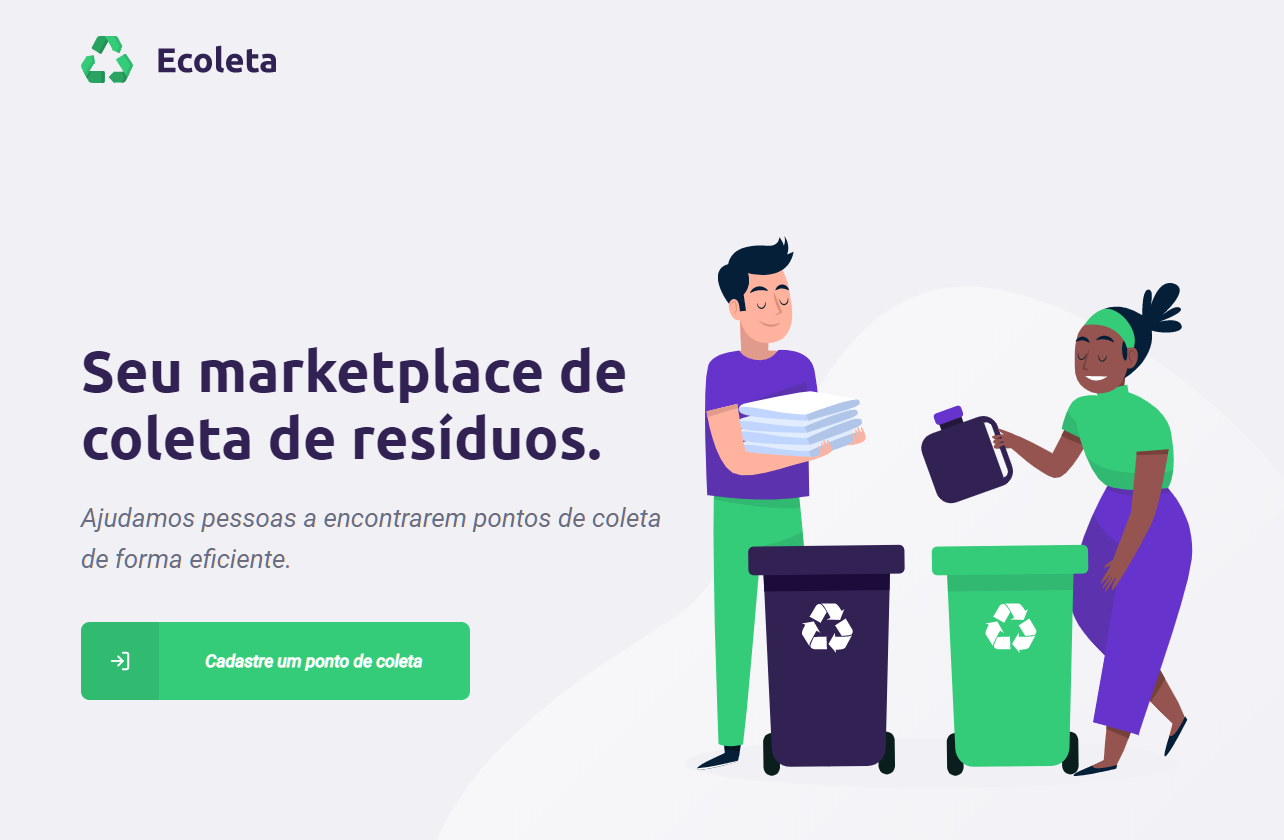 Ecoleta
Seu marketplace de
coleta de resíduos.
Ajudamos pessoas a encontrarem pontos de coleta
de forma eficiente.
Cadastre um ponto de coleta